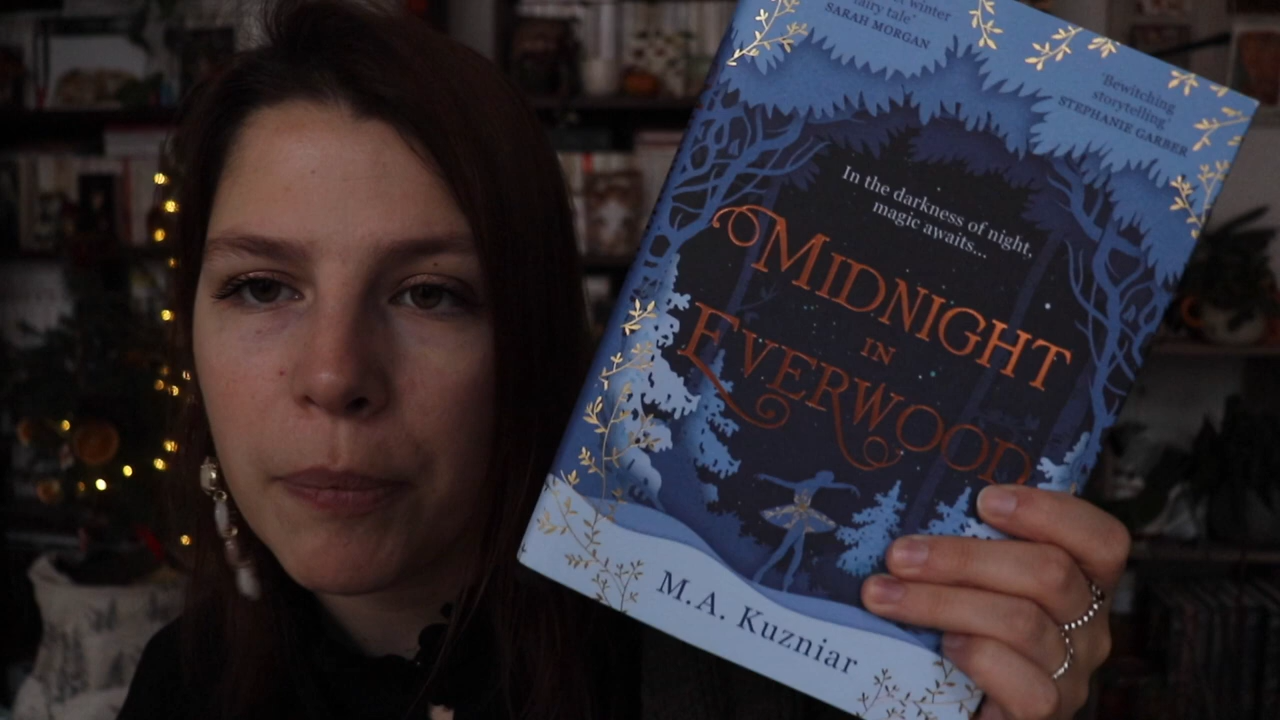 winter
fairy tale'
SARAH MORGAN
'Bewitching
storytelling'
STEPHANIE GARBER
In the darkness of night,
magic awaits...
MIDNIGHT
IN
EVERWOOD
M.A. Kuzniar